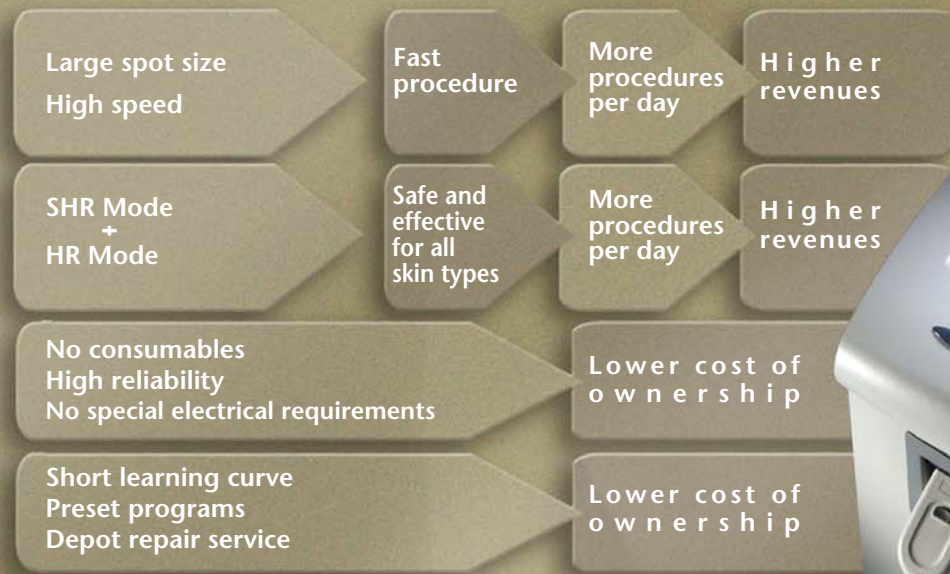 Large spot size
High speed
Fast
procedure
More
procedures
per day
Higher
revenues
SHR Mode
+
HR Mode
Safe and
effective
for all
skin types
More
procedures
per day
Higher
revenues
No consumables
High reliability
No special electrical requirements
Lower cost of
ownership
Short learning curve
Preset programs
Depot repair service
Lower cost of
ownership